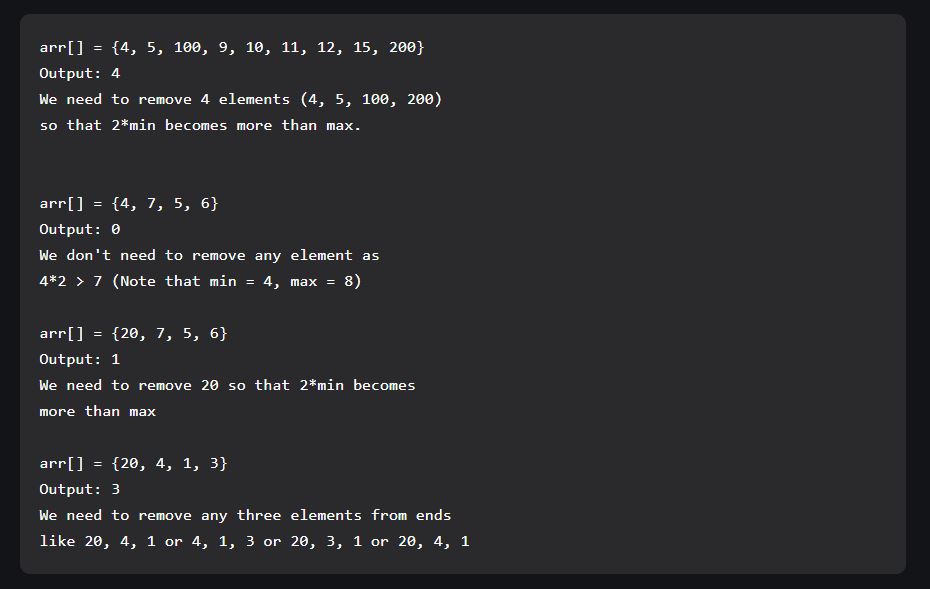 arr[] = {4, 5, 100, 9, 10, 11, 12, 15, 200}
Output: 4
We need to remove 4 elements (4, 5, 100, 200)
so that 2*min becomes more than max.
arr[] = {4, 7, 5, 6}
Output: 0
We don't need to remove any element as
4*2 > 7 (Note that min = 4, max = 8)
arr[] = {20, 7, 5, 6}
Output: 1
We need to remove 20 so that 2*min becomes
more than max
arr[] = {20, 4, 1, 3}
Output: 3
We need to remove any three elements from ends
like 20, 4, 1 or 4, 1, 3 or 20, 3, 1 or 20, 4, 1